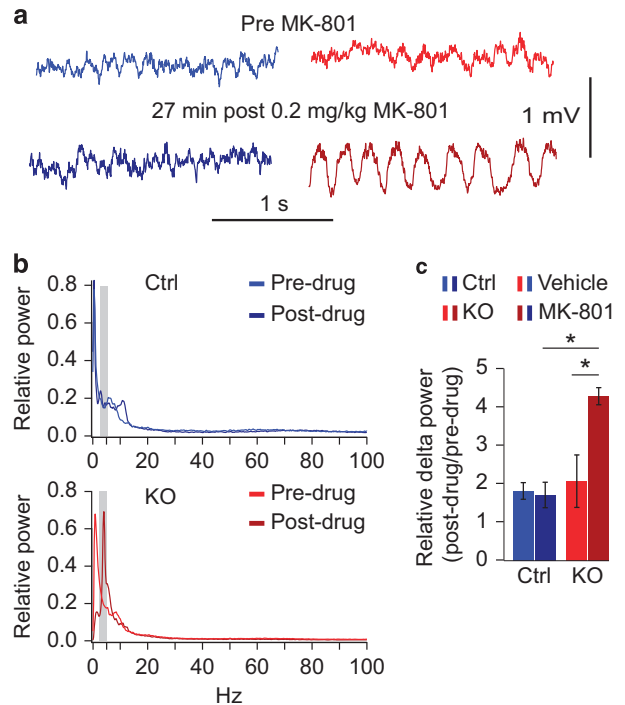 a
Pre MK-801
27 min post 0.2 mg/kg MK-801
1 mV
1 s
b
Relative power
0.8
0.6
0.4
0.2
0.0
Ctrl
Pre-drug
Post-drug
0 20 40 60 80 100
Relative power
0.8
0.6
0.4
0.2
0.0
KO
Pre-drug
Post-drug
0 20 40 60 80 100
Hz
c
Ctrl Vehicle
KO MK-801
*
*
Relative delta power
(post-drug/pre-drug)
5
4
3
2
1
0
Ctrl KO